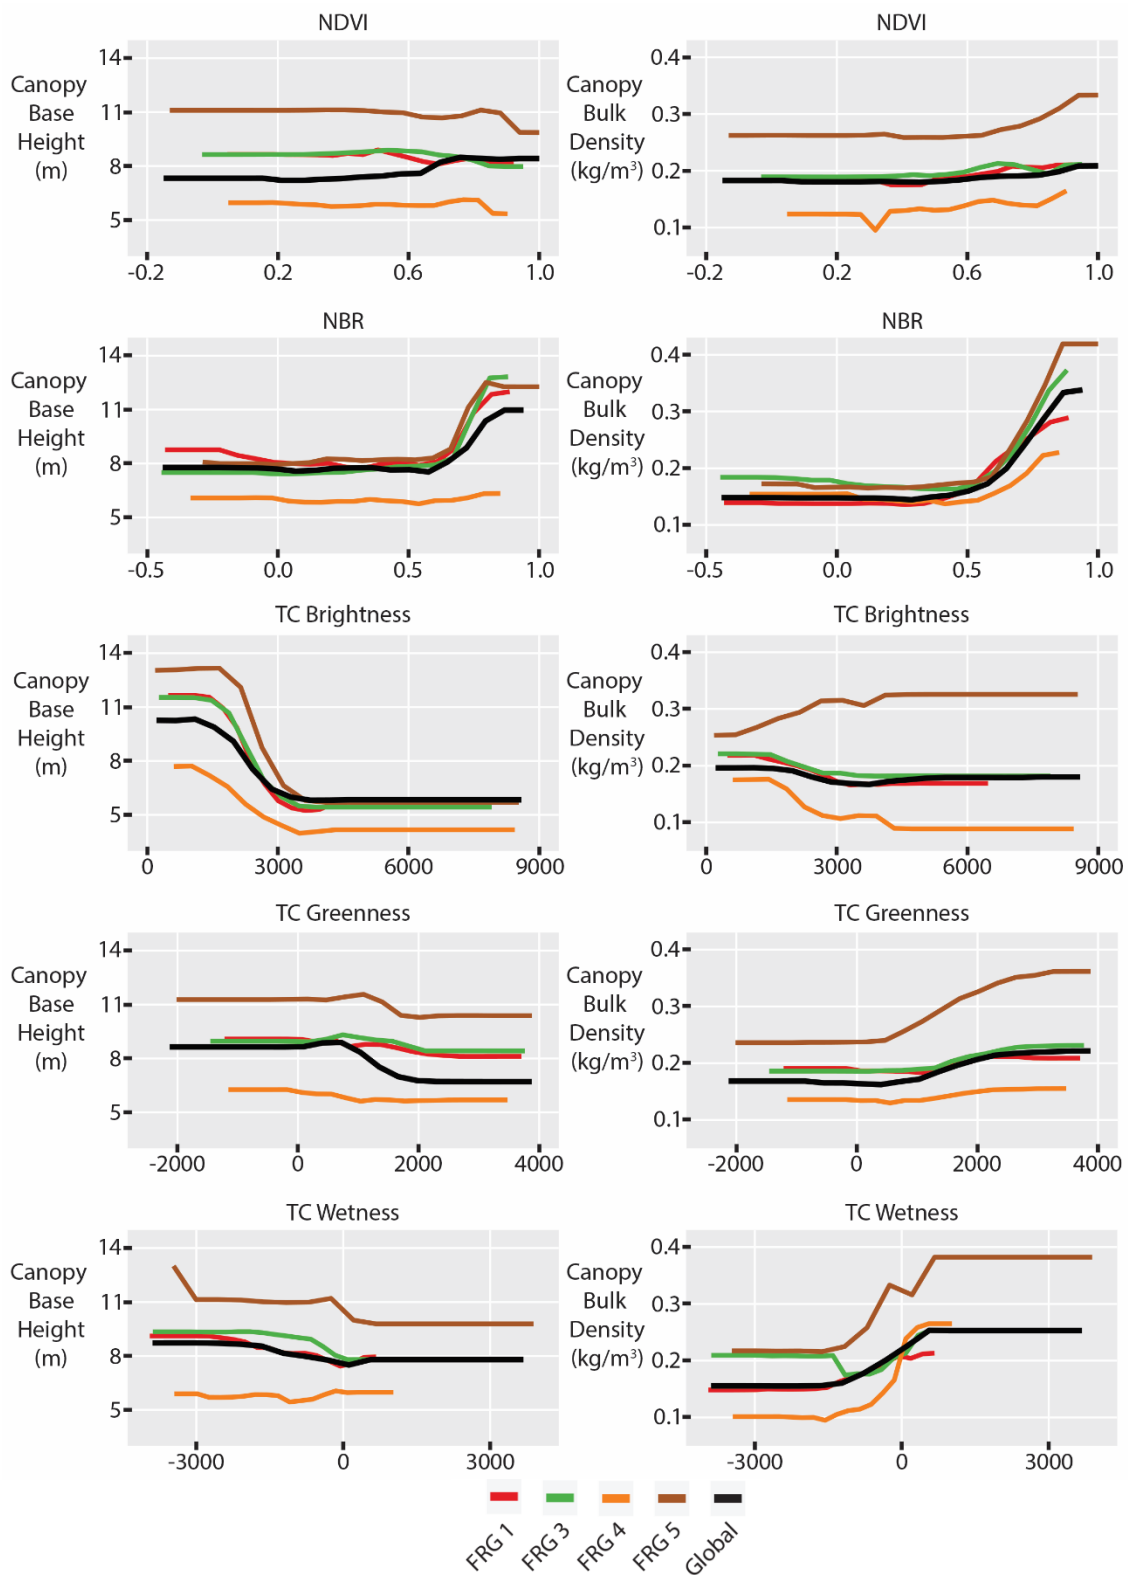 NDVI
14
11
8
5
Canopy
Base
Height
(m)
-0.2
0.2
0.6
1.0
NDVI
0.4
0.3
0.2
0.1
Canopy
Bulk
Density
(kg/m³)
-0.2
0.2
0.6
1.0
NBR
14
11
8
5
Canopy
Base
Height
(m)
-0.5
0.0
0.5
1.0
NBR
0.4
0.3
0.2
0.1
Canopy
Bulk
Density
(kg/m³)
-0.5
0.0
0.5
1.0
TC Brightness
14
11
8
5
Canopy
Base
Height
(m)
0
3000
6000
9000
TC Brightness
0.4
0.3
0.2
0.1
Canopy
Bulk
Density
(kg/m³)
0
3000
6000
9000
TC Greenness
14
11
8
5
Canopy
Base
Height
(m)
-2000
0
2000
4000
TC Greenness
0.4
0.3
0.2
0.1
Canopy
Bulk
Density
(kg/m³)
-2000
0
2000
4000
TC Wetness
14
11
8
5
Canopy
Base
Height
(m)
-3000
0
3000
TC Wetness
0.4
0.3
0.2
0.1
Canopy
Bulk
Density
(kg/m³)
-3000
0
3000
FRG 1
FRG 3
FRG 4
FRG 5
Global